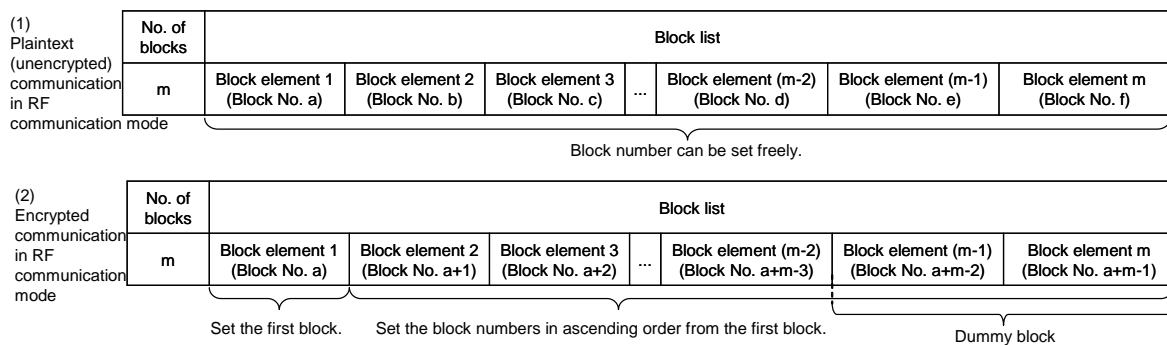 (1)
Plaintext
(unencrypted)
communication
in RF
communication mode
No. of
blocks
Block list
m
Block element 1
(Block No. a)
Block element 2
(Block No. b)
Block element 3
(Block No. c)
...
Block element (m-2)
(Block No. d)
Block element (m-1)
(Block No. e)
Block element m
(Block No. f)
Block number can be set freely.
(2)
Encrypted
communication
in RF
communication
mode
No. of
blocks
Block list
m
Block element 1
(Block No. a)
Block element 2
(Block No. a+1)
Block element 3
(Block No. a+2)
...
Block element (m-2)
(Block No. a+m-3)
Block element (m-1)
(Block No. a+m-2)
Block element m
(Block No. a+m-1)
Set the first block.
Set the block numbers in ascending order from the first block.
Dummy block